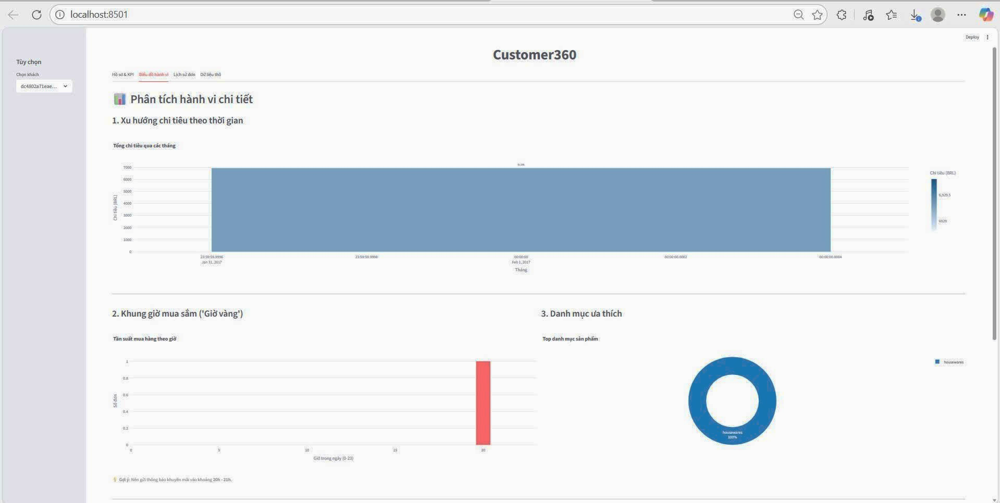 localhost:8501
Deploy
Tùy chọn
Chọn khách
dc4802a71eae...
Customer360
Hồ sơ & KPI
Biểu đồ hành vi
Lịch sử đơn
Dữ liệu thô
Phân tích hành vi chi tiết
1. Xu hướng chi tiêu theo thời gian
Tổng chi tiêu qua các tháng
7000
6000
5000
4000
3000
2000
1000
0
Chi tiêu (BRL)
23:59:59.9996
Jan 31, 2017
23:59:59.9998
00:00:00
Feb 1, 2017
00:00:00.0002
00:00:00.0004
Tháng
Chi tiêu (BRL)
6,929.5
6929
2. Khung giờ mua sắm ('Giờ vàng')
Tần suất mua hàng theo giờ
1
0.8
0.6
0.4
0.2
0
Số đơn
0
5
10
15
20
Giờ trong ngày (0-23)
Gợi ý: Nên gửi thông báo khuyến mãi vào khoảng 20h - 21h.
3. Danh mục ưa thích
Top danh mục sản phẩm
housewares
100%
housewares